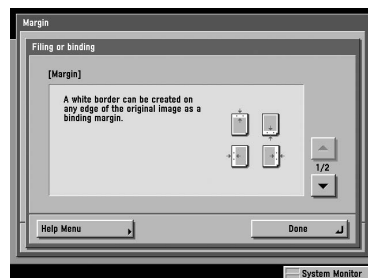 Margin
Filing or binding
[Margin]
A white border can be created on
any edge of the original image as a
binding margin.
1/2
Help Menu
Done
System Monitor